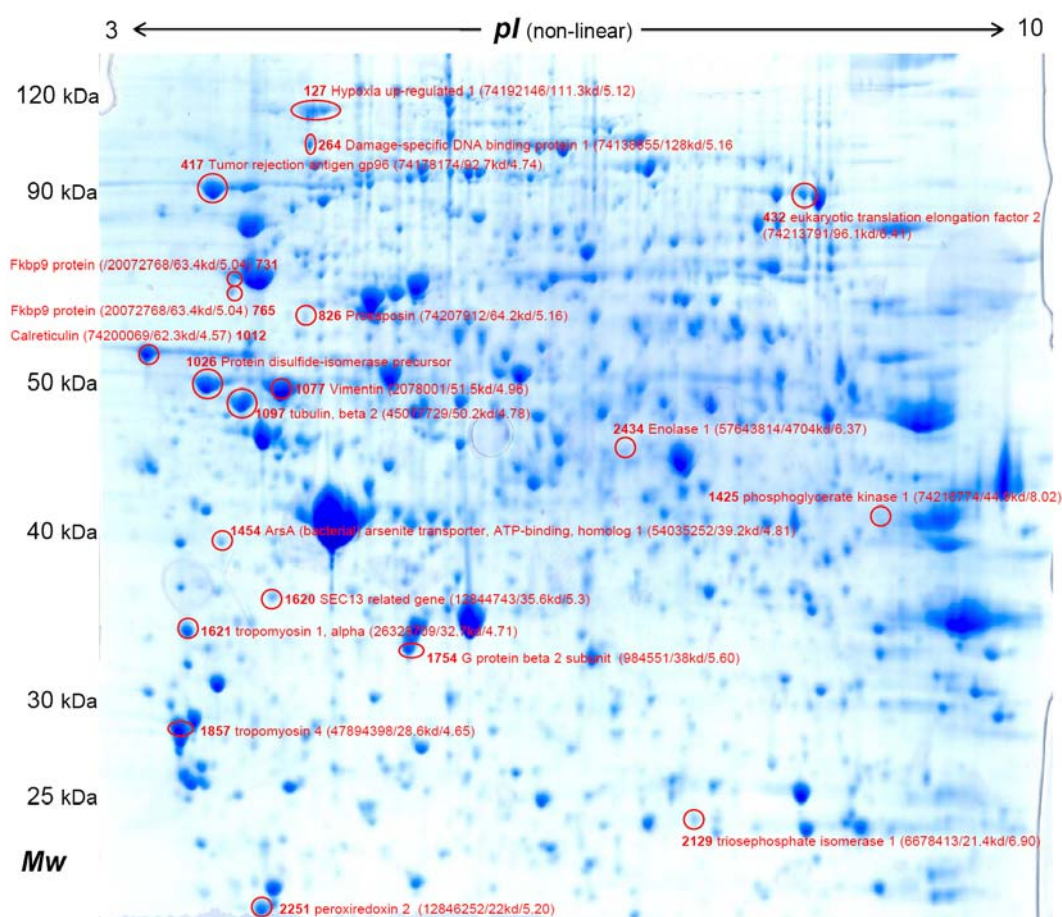 3 pI (non-linear) 10
120 kDa
127 Hypoxia up-regulated 1 (74192146/111.3kd/5.12)
264 Damage-specific DNA binding protein 1 (74138655/128kd/5.16
417 Tumor rejection antigen gp96 (74178174/92.7kd/4.74)
90 kDa
432 eukaryotic translation elongation factor 2
(74213791/96.1kd/6.41)
Fkbp9 protein (/20072768/63.4kd/5.04) 731
Fkbp9 protein (20072768/63.4kd/5.04) 765
826 Prosaposin (74207912/64.2kd/5.16)
Calreticulin (74200069/62.3kd/4.57) 1012
1026 Protein disulfide-isomerase precursor
50 kDa
1077 Vimentin (2078001/51.5kd/4.96)
1097 tubulin, beta 2 (45007729/50.2kd/4.78)
2434 Enolase 1 (57643814/4704kd/6.37)
1425 phosphoglycerate kinase 1 (74216774/44.9kd/8.02)
40 kDa
1454 ArsA (bacterial) arsenite transporter, ATP-binding, homolog 1 (54035252/39.2kd/4.81)
1620 SEC13 related gene (12844743/35.6kd/5.3)
1621 tropomyosin 1, alpha (26328709/32.7kd/4.71)
1754 G protein beta 2 subunit (984551/38kd/5.60)
30 kDa
1857 tropomyosin 4 (47894398/28.6kd/4.65)
25 kDa
2129 triosephosphate isomerase 1 (6678413/21.4kd/6.90)
Mw
2251 peroxiredoxin 2 (12846252/22kd/5.20)